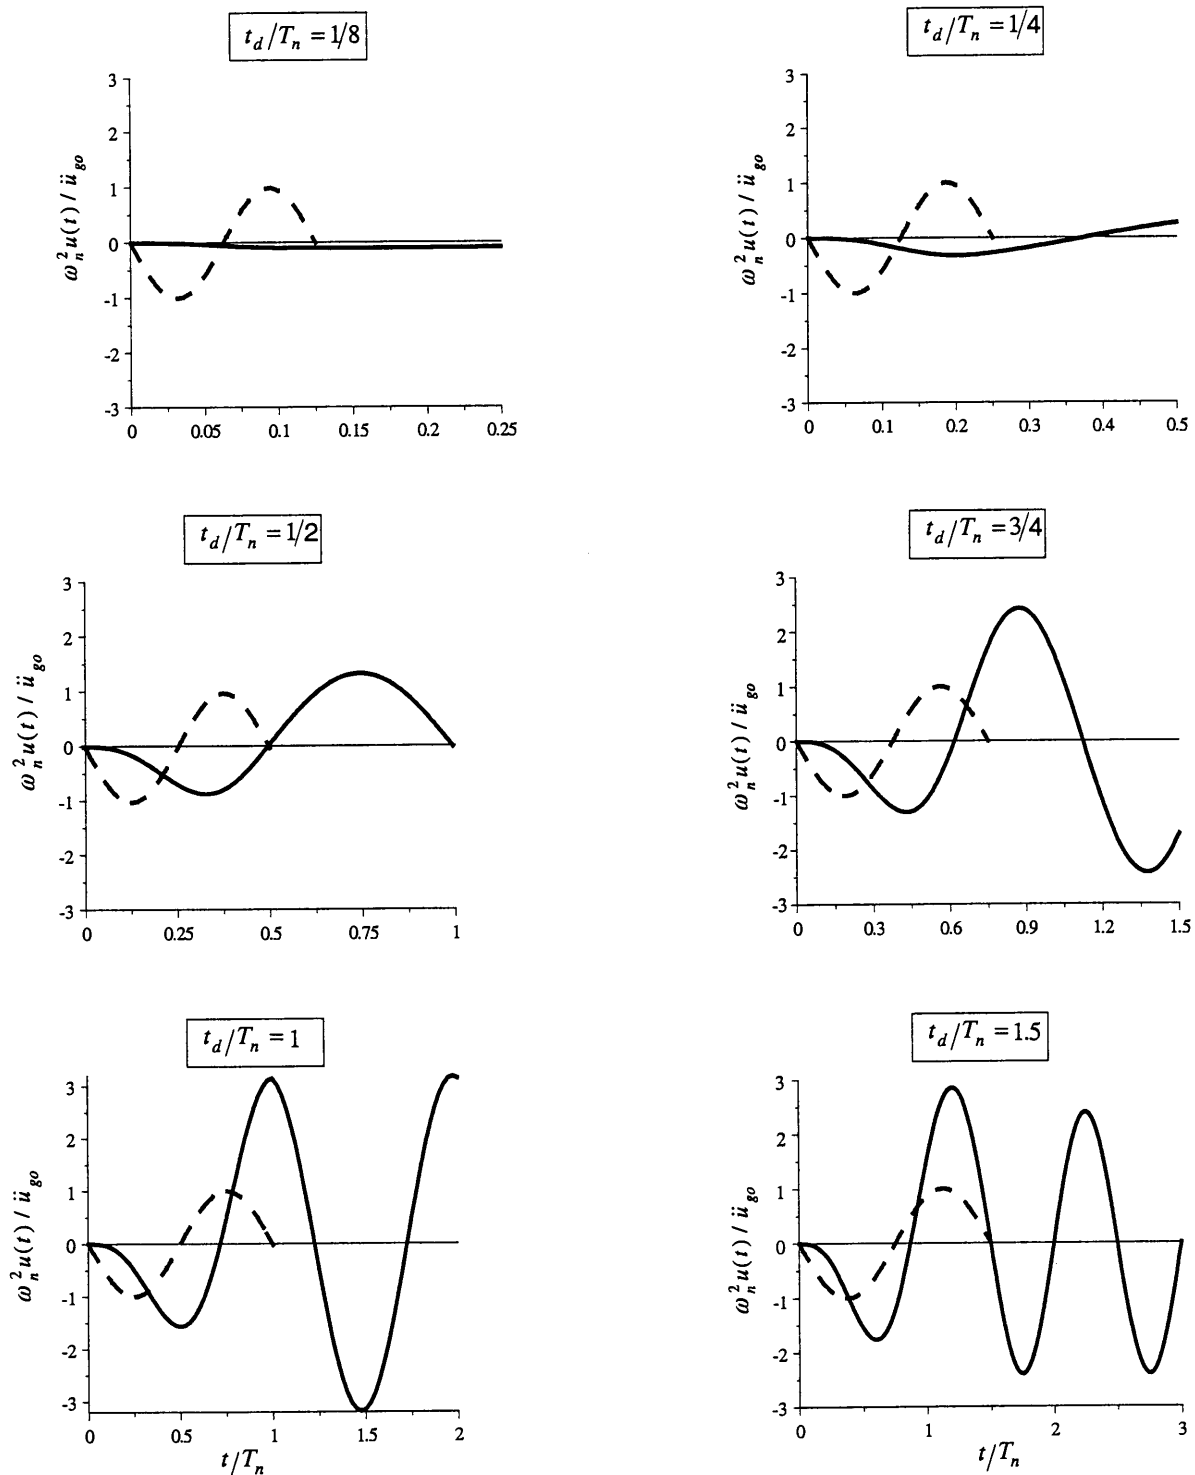 t_d/T_n = 1/8
3
2
1
0
-1
-2
-3
ω_n^2 u(t) / ü_go
0 0.05 0.1 0.15 0.2 0.25
t_d/T_n = 1/4
3
2
1
0
-1
-2
-3
ω_n^2 u(t) / ü_go
0 0.1 0.2 0.3 0.4 0.5
t_d/T_n = 1/2
3
2
1
0
-1
-2
-3
ω_n^2 u(t) / ü_go
0 0.25 0.5 0.75 1
t_d/T_n = 3/4
3
2
1
0
-1
-2
-3
ω_n^2 u(t) / ü_go
0 0.3 0.6 0.9 1.2 1.5
t_d/T_n = 1
3
2
1
0
-1
-2
-3
ω_n^2 u(t) / ü_go
0 0.5 1 1.5 2
t/T_n
t_d/T_n = 1.5
3
2
1
0
-1
-2
-3
ω_n^2 u(t) / ü_go
0 1 2 3
t/T_n